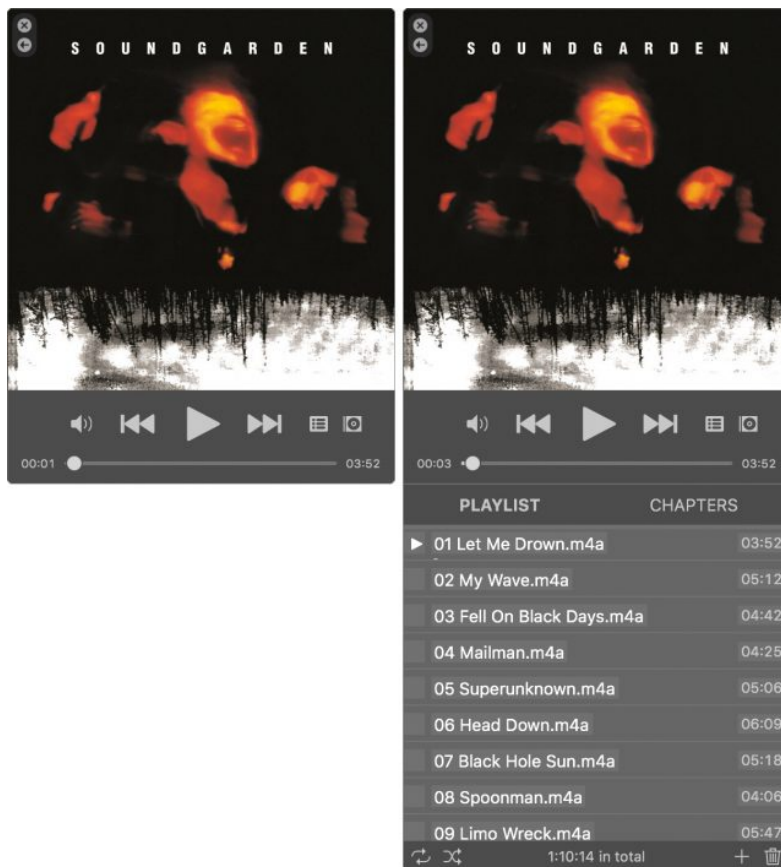 SOUNDGARDEN
00:01 03:52
SOUNDGARDEN
00:03 03:52
PLAYLIST CHAPTERS
01 Let Me Drown.m4a 03:52
02 My Wave.m4a 05:12
03 Fell On Black Days.m4a 04:42
04 Mailman.m4a 04:25
05 Superunknown.m4a 05:06
06 Head Down.m4a 06:09
07 Black Hole Sun.m4a 05:18
08 Spoonman.m4a 04:06
09 Limo Wreck.m4a 05:47
1:10:14 in total